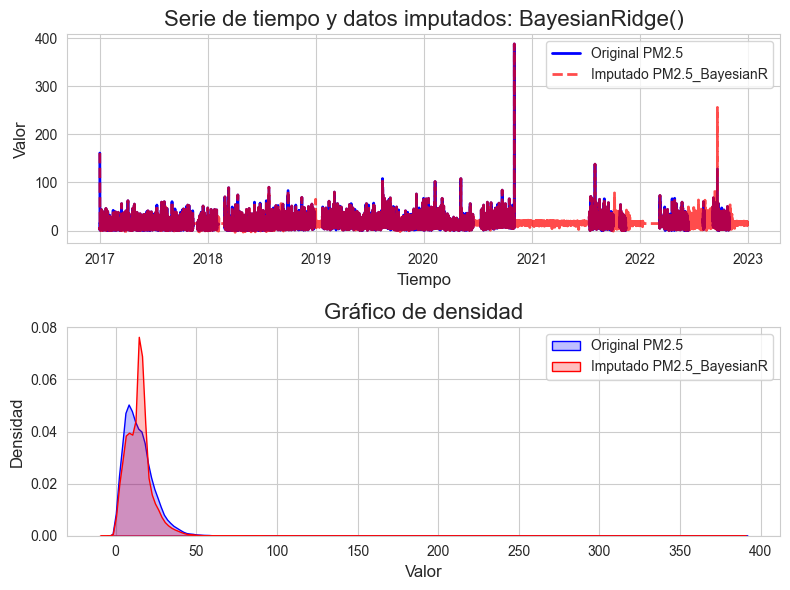 Serie de tiempo y datos imputados: BayesianRidge()
Valor
400
300
200
100
0
Original PM2.5
Imputado PM2.5_BayesianR
2017 2018 2019 2020 2021 2022 2023
Tiempo
Gráfico de densidad
Densidad
0.08
0.06
0.04
0.02
0.00
Original PM2.5
Imputado PM2.5_BayesianR
0 50 100 150 200 250 300 350 400
Valor